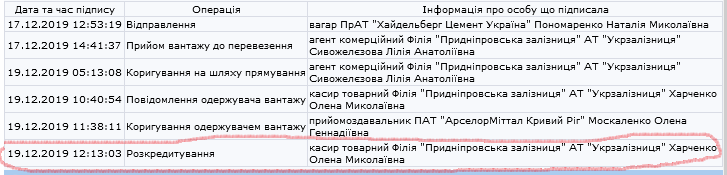 Дата та час підпису Операція Інформація про особу що підписала
17.12.2019 12:53:19 Відправлення вагар ПрАТ "Хайдельберг Цемент Україна" Пономаренко Наталія Миколаївна
17.12.2019 14:41:37 Прийом вантажу до перевезення агент комерційний Філія "Придніпровська залізниця" АТ "Укрзалізниця"
Сивожелєзова Лілія Анатоліївна
19.12.2019 05:13:08 Коригування на шляху прямування агент комерційний Філія "Придніпровська залізниця" АТ "Укрзалізниця"
Сивожелєзова Лілія Анатоліївна
19.12.2019 10:40:54 Повідомлення одержувача вантажу касир товарний Філія "Придніпровська залізниця" АТ "Укрзалізниця" Харченко
Олена Миколаївна
19.12.2019 11:38:11 Коригування одержувачем вантажу прийомоздавальник ПАТ "АрселорМіттал Кривий Ріг" Москаленко Олена
Геннадіївна
19.12.2019 12:13:03 Розкредитування касир товарний Філія "Придніпровська залізниця" АТ "Укрзалізниця" Харченко
Олена Миколаївна